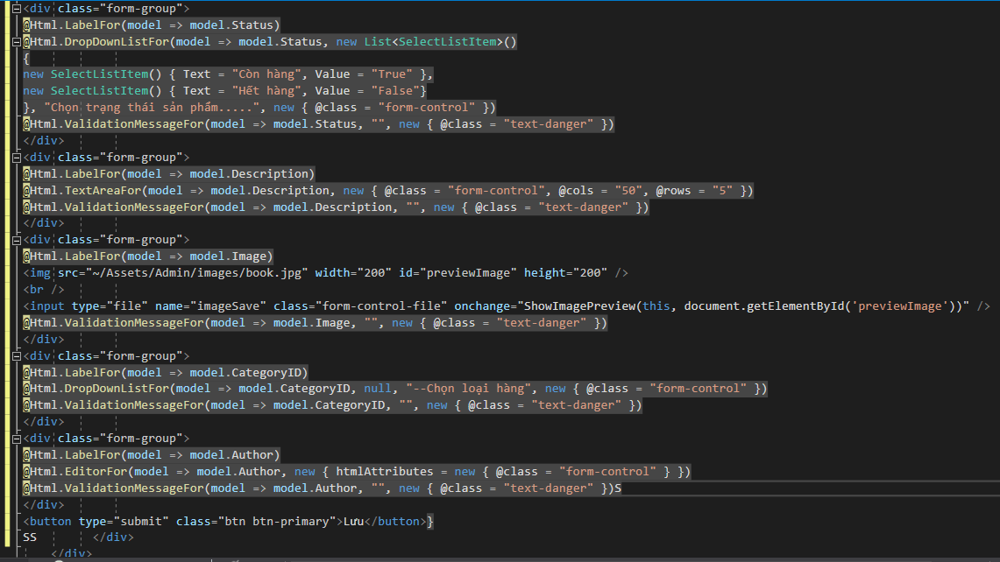 <div class="form-group">
@Html.LabelFor(model => model.Status)
@Html.DropDownListFor(model => model.Status, new List<SelectListItem>()
{
new SelectListItem() { Text = "Còn hàng", Value = "True" },
new SelectListItem() { Text = "Hết hàng", Value = "False"}
}, "Chọn trạng thái sản phẩm.....", new { @class = "form-control" })
@Html.ValidationMessageFor(model => model.Status, "", new { @class = "text-danger" })
</div>
<div class="form-group">
@Html.LabelFor(model => model.Description)
@Html.TextAreaFor(model => model.Description, new { @class = "form-control", @cols = "50", @rows = "5" })
@Html.ValidationMessageFor(model => model.Description, "", new { @class = "text-danger" })
</div>
<div class="form-group">
@Html.LabelFor(model => model.Image)
<img src="~/Assets/Admin/images/book.jpg" width="200" id="previewImage" height="200" />
<br />
<input type="file" name="imageSave" class="form-control-file" onchange="ShowImagePreview(this, document.getElementById('previewImage'))" />
@Html.ValidationMessageFor(model => model.Image, "", new { @class = "text-danger" })
</div>
<div class="form-group">
@Html.LabelFor(model => model.CategoryID)
@Html.DropDownListFor(model => model.CategoryID, null, "--Chọn loại hàng", new { @class = "form-control" })
@Html.ValidationMessageFor(model => model.CategoryID, "", new { @class = "text-danger" })
</div>
<div class="form-group">
@Html.LabelFor(model => model.Author)
@Html.EditorFor(model => model.Author, new { htmlAttributes = new { @class = "form-control" } })
@Html.ValidationMessageFor(model => model.Author, "", new { @class = "text-danger" })S
</div>
<button type="submit" class="btn btn-primary">Lưu</button>}
SS </div>
</div>